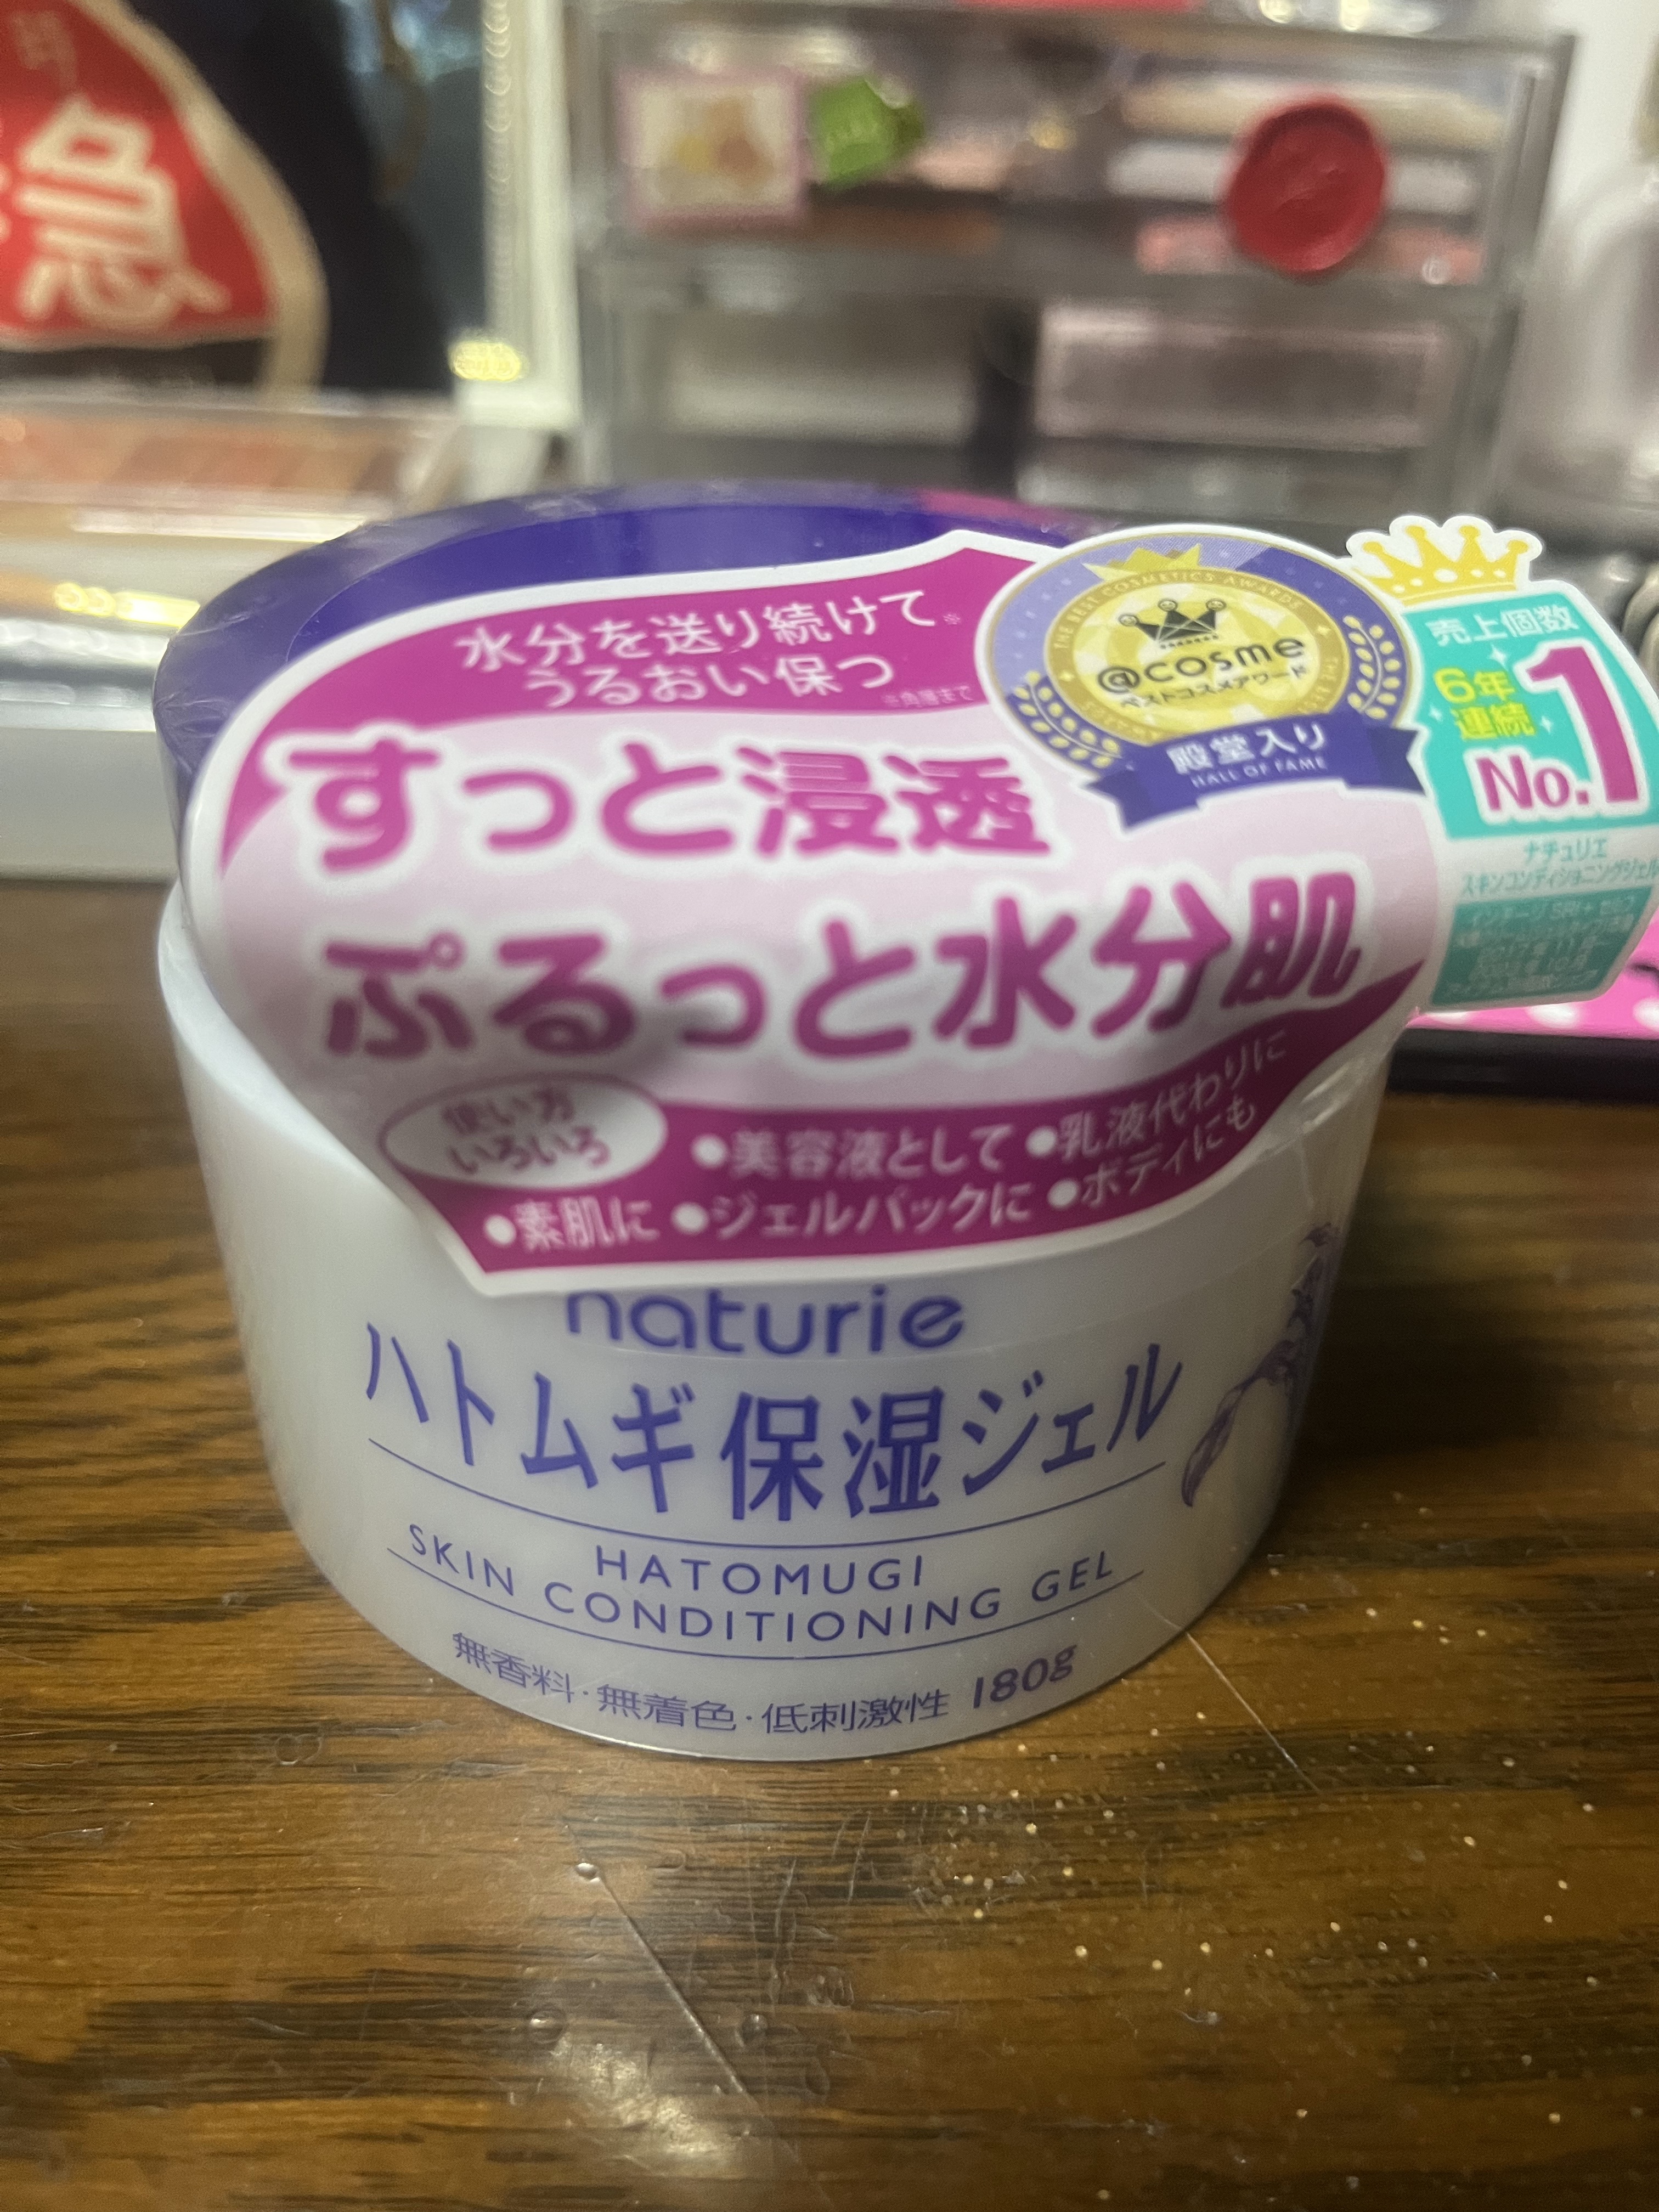 急
水分を送り続けて※
うるおい保つ
※角層まで
すっと浸透
ぷるっと水分肌
THE BEST COSMETICS AWARDS
@cosme
ベストコスメアワード
殿堂入り
HALL OF FAME
売上個数
6年
連続
No.1
ナチュリエ
スキンコンディショニングジェル
使い方
いろいろ
●美容液として ●乳液代わりに
●素肌に ●ジェルパックに ●ボディにも
naturie
ハトムギ保湿ジェル
HATOMUGI
SKIN CONDITIONING GEL
無香料・無着色・低刺激性 180g